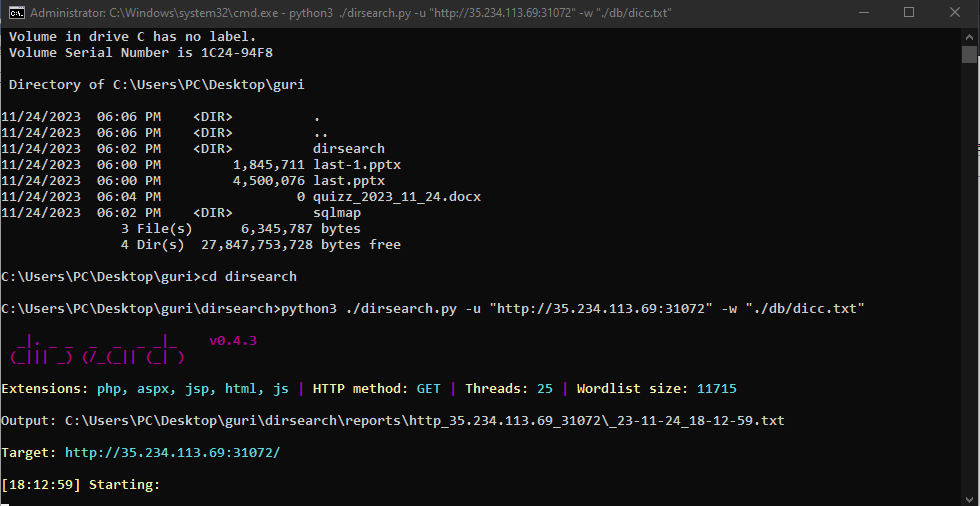 Administrator: C:\Windows\system32\cmd.exe - python3 ./dirsearch.py -u "http://35.234.113.69:31072" -w "./db/dicc.txt"
Volume in drive C has no label.
Volume Serial Number is 1C24-94F8
Directory of C:\Users\PC\Desktop\guri
11/24/2023  06:06 PM    <DIR>          .
11/24/2023  06:06 PM    <DIR>          ..
11/24/2023  06:02 PM    <DIR>          dirsearch
11/24/2023  06:00 PM         1,845,711 last-1.pptx
11/24/2023  06:00 PM         4,500,076 last.pptx
11/24/2023  06:04 PM                 0 quizz_2023_11_24.docx
11/24/2023  06:02 PM    <DIR>          sqlmap
3 File(s)      6,345,787 bytes
4 Dir(s)  27,847,753,728 bytes free
C:\Users\PC\Desktop\guri>cd dirsearch
C:\Users\PC\Desktop\guri\dirsearch>python3 ./dirsearch.py -u "http://35.234.113.69:31072" -w "./db/dicc.txt"
_|. _ _  _  _  _ _|_    v0.4.3
(_||| _) (/_(_|| (_| )
Extensions: php, aspx, jsp, html, js | HTTP method: GET | Threads: 25 | Wordlist size: 11715
Output: C:\Users\PC\Desktop\guri\dirsearch\reports\http_35.234.113.69_31072\_23-11-24_18-12-59.txt
Target: http://35.234.113.69:31072/
[18:12:59] Starting: